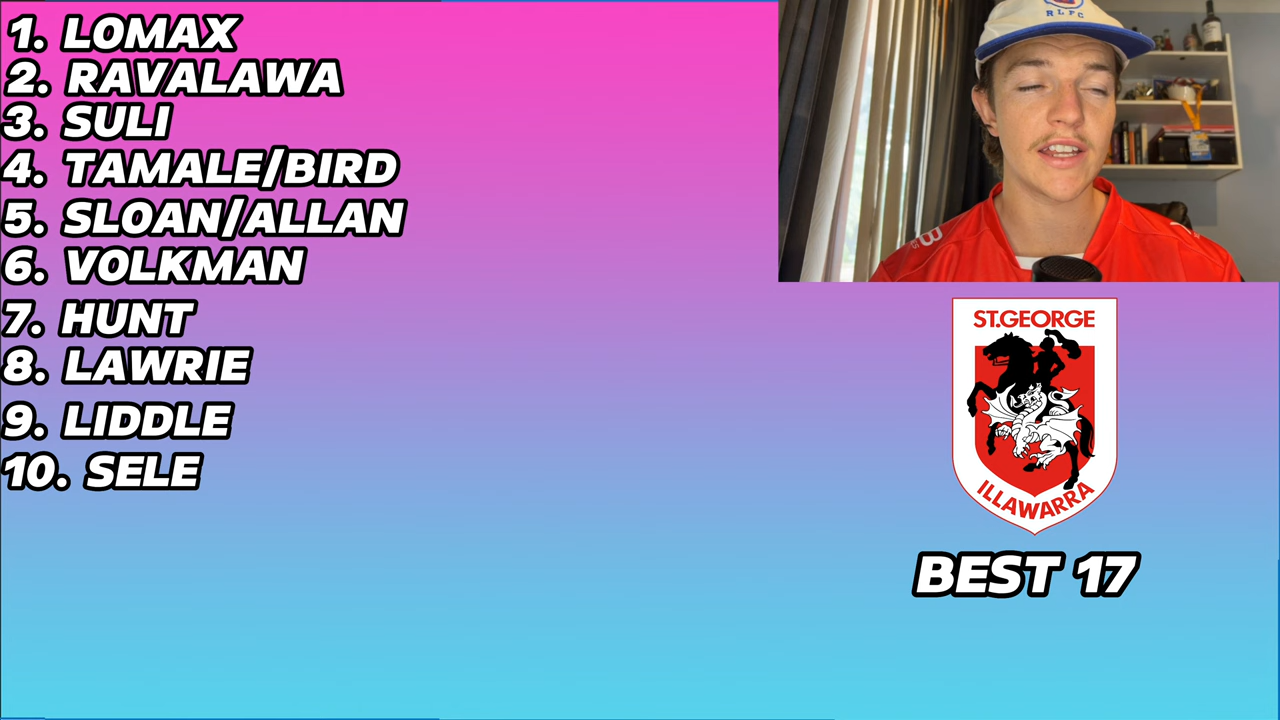 1. LOMAX
2. RAVALAWA
3. SULI
4. TAMALE/BIRD
5. SLOAN/ALLAN
6. VOLKMAN
7. HUNT
8. LAWRIE
9. LIDDLE
10. SELE
RLFC
ST.GEORGE
ILLAWARRA
BEST 17